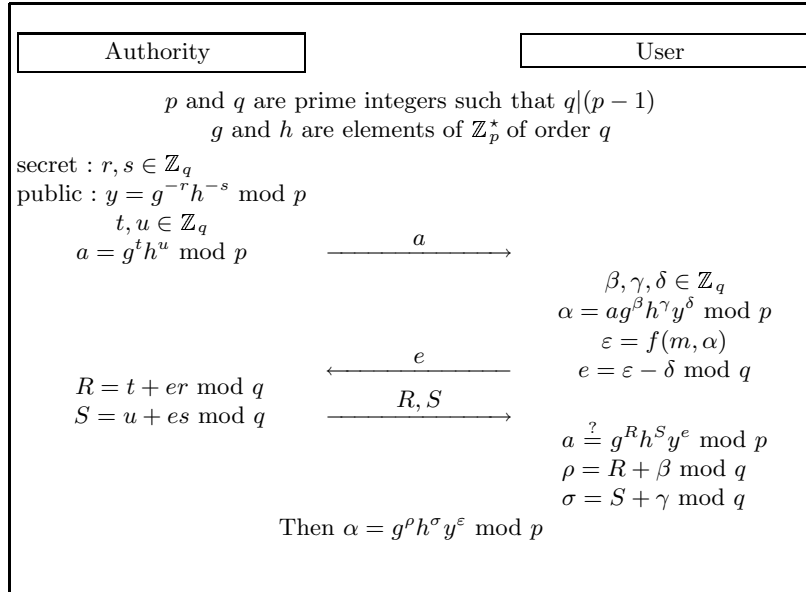 Authority User
p and q are prime integers such that q|(p − 1)
g and h are elements of ℤ_p^⋆ of order q
secret : r, s ∈ ℤ_q
public : y = g^{−r}h^{−s} mod p
t, u ∈ ℤ_q
a = g^t h^u mod p
a
β, γ, δ ∈ ℤ_q
α = ag^β h^γ y^δ mod p
ε = f(m, α)
e
e = ε − δ mod q
R = t + er mod q
S = u + es mod q
R, S
a ≟ g^R h^S y^e mod p
ρ = R + β mod q
σ = S + γ mod q
Then α = g^ρ h^σ y^ε mod p